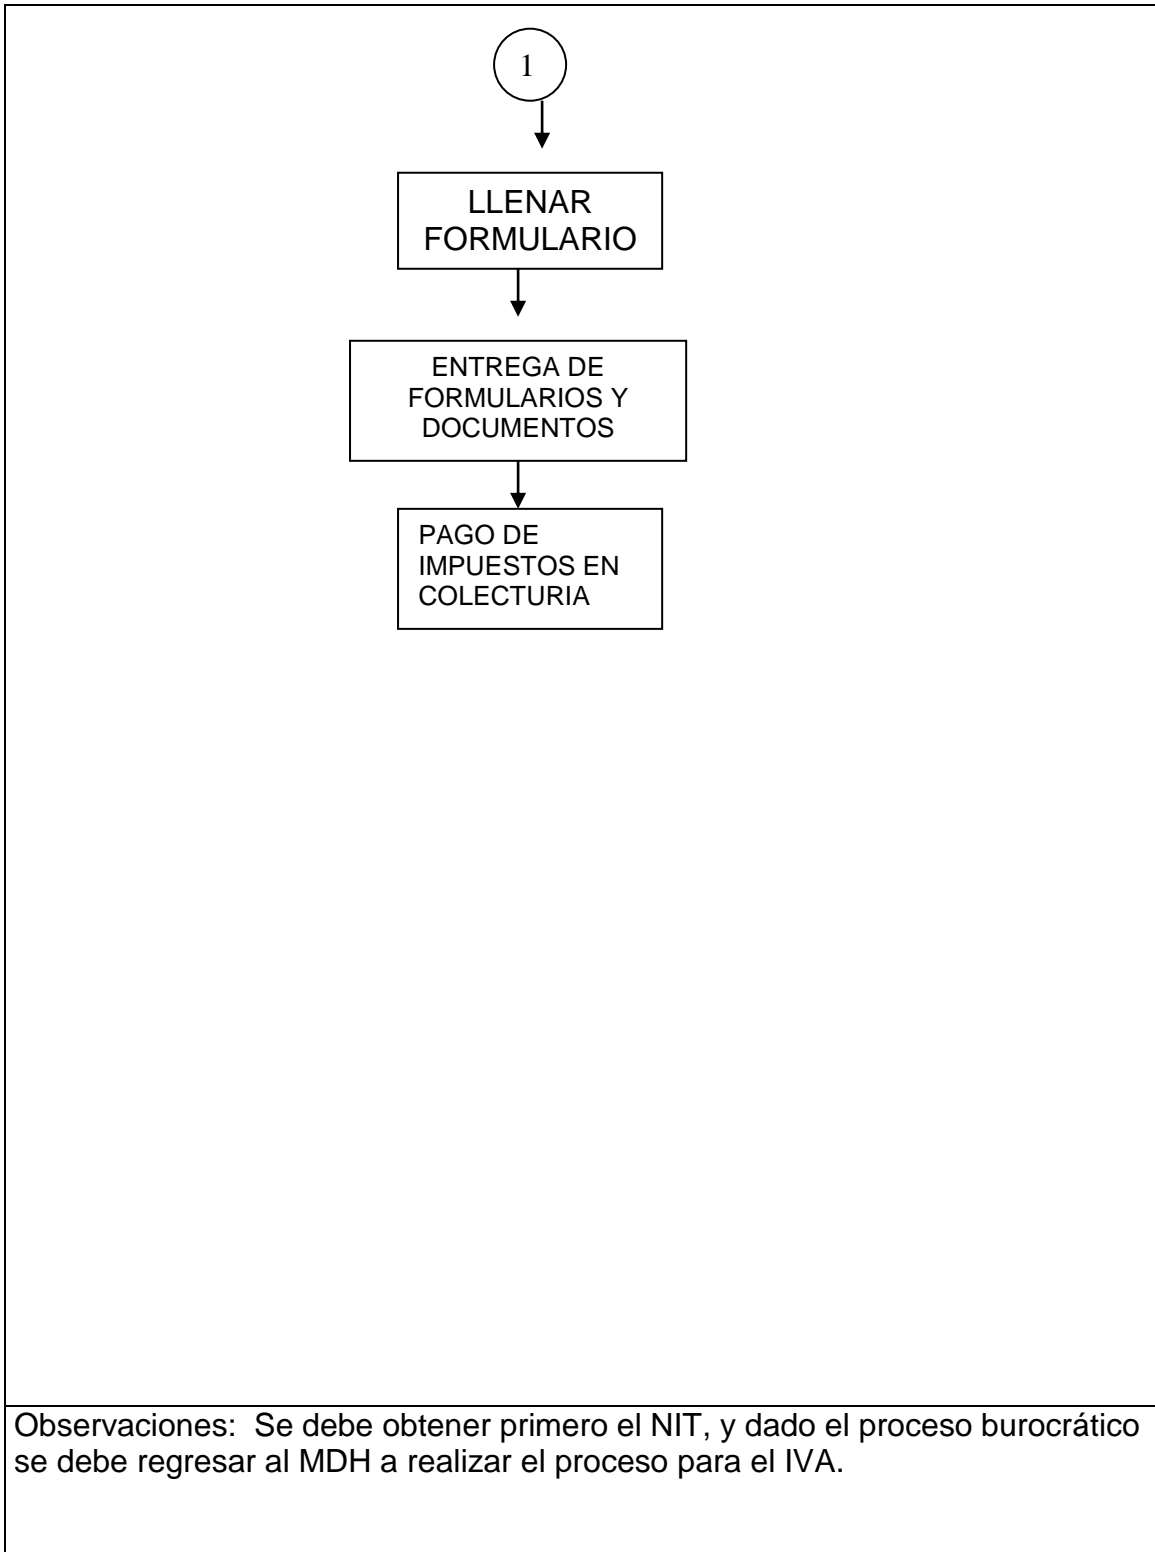 1
LLENAR
FORMULARIO
ENTREGA DE
FORMULARIOS Y
DOCUMENTOS
PAGO DE
IMPUESTOS EN
COLECTURIA
Observaciones:  Se debe obtener primero el NIT, y dado el proceso burocrático
se debe regresar al MDH a realizar el proceso para el IVA.